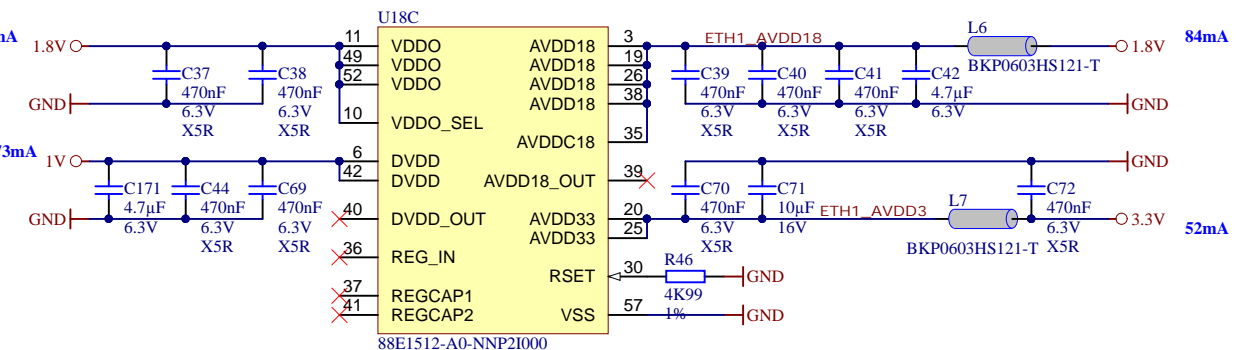 U18C
mA
1.8V
GND
C37
470nF
6.3V
X5R
C38
470nF
6.3V
X5R
73mA
1V
GND
C171
4.7µF
6.3V
C44
470nF
6.3V
X5R
C69
470nF
6.3V
X5R
11 VDDO
49 VDDO
52 VDDO
10 VDDO_SEL
6 DVDD
42 DVDD
40 DVDD_OUT
36 REG_IN
37 REGCAP1
41 REGCAP2
AVDD18 3
AVDD18 19
AVDD18 26
AVDD18 38
AVDDC18 35
AVDD18_OUT 39
AVDD33 20
AVDD33 25
RSET 30
VSS 57
88E1512-A0-NNP2I000
ETH1_AVDD18
C39
470nF
6.3V
X5R
C40
470nF
6.3V
X5R
C41
470nF
6.3V
X5R
C42
4.7µF
6.3V
L6
BKP0603HS121-T
1.8V
84mA
GND
GND
C70
470nF
6.3V
X5R
C71
10µF
16V
ETH1_AVDD3
L7
BKP0603HS121-T
C72
470nF
6.3V
X5R
3.3V
52mA
R46
4K99
1%
GND
GND